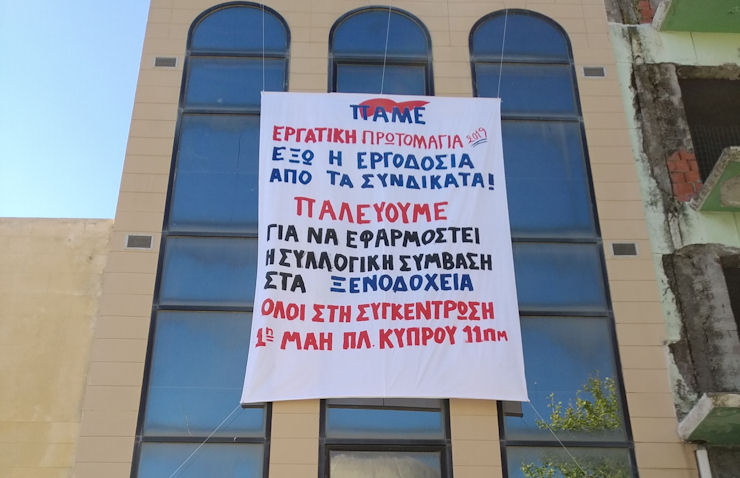 ΠΑΜΕ
ΕΡΓΑΤΙΚΗ ΠΡΩΤΟΜΑΓΙΑ 2019
ΕΞΩ Η ΕΡΓΟΔΟΣΙΑ
ΑΠΟ ΤΑ ΣΥΝΔΙΚΑΤΑ!
ΠΑΛΕΥΟΥΜΕ
ΓΙΑ ΝΑ ΕΦΑΡΜΟΣΤΕΙ
Η ΣΥΛΛΟΓΙΚΗ ΣΥΜΒΑΣΗ
ΣΤΑ ΞΕΝΟΔΟΧΕΙΑ
ΟΛΟΙ ΣΤΗ ΣΥΓΚΕΝΤΡΩΣΗ
1η ΜΑΗ ΠΛ. ΚΥΠΡΟΥ 11πμ